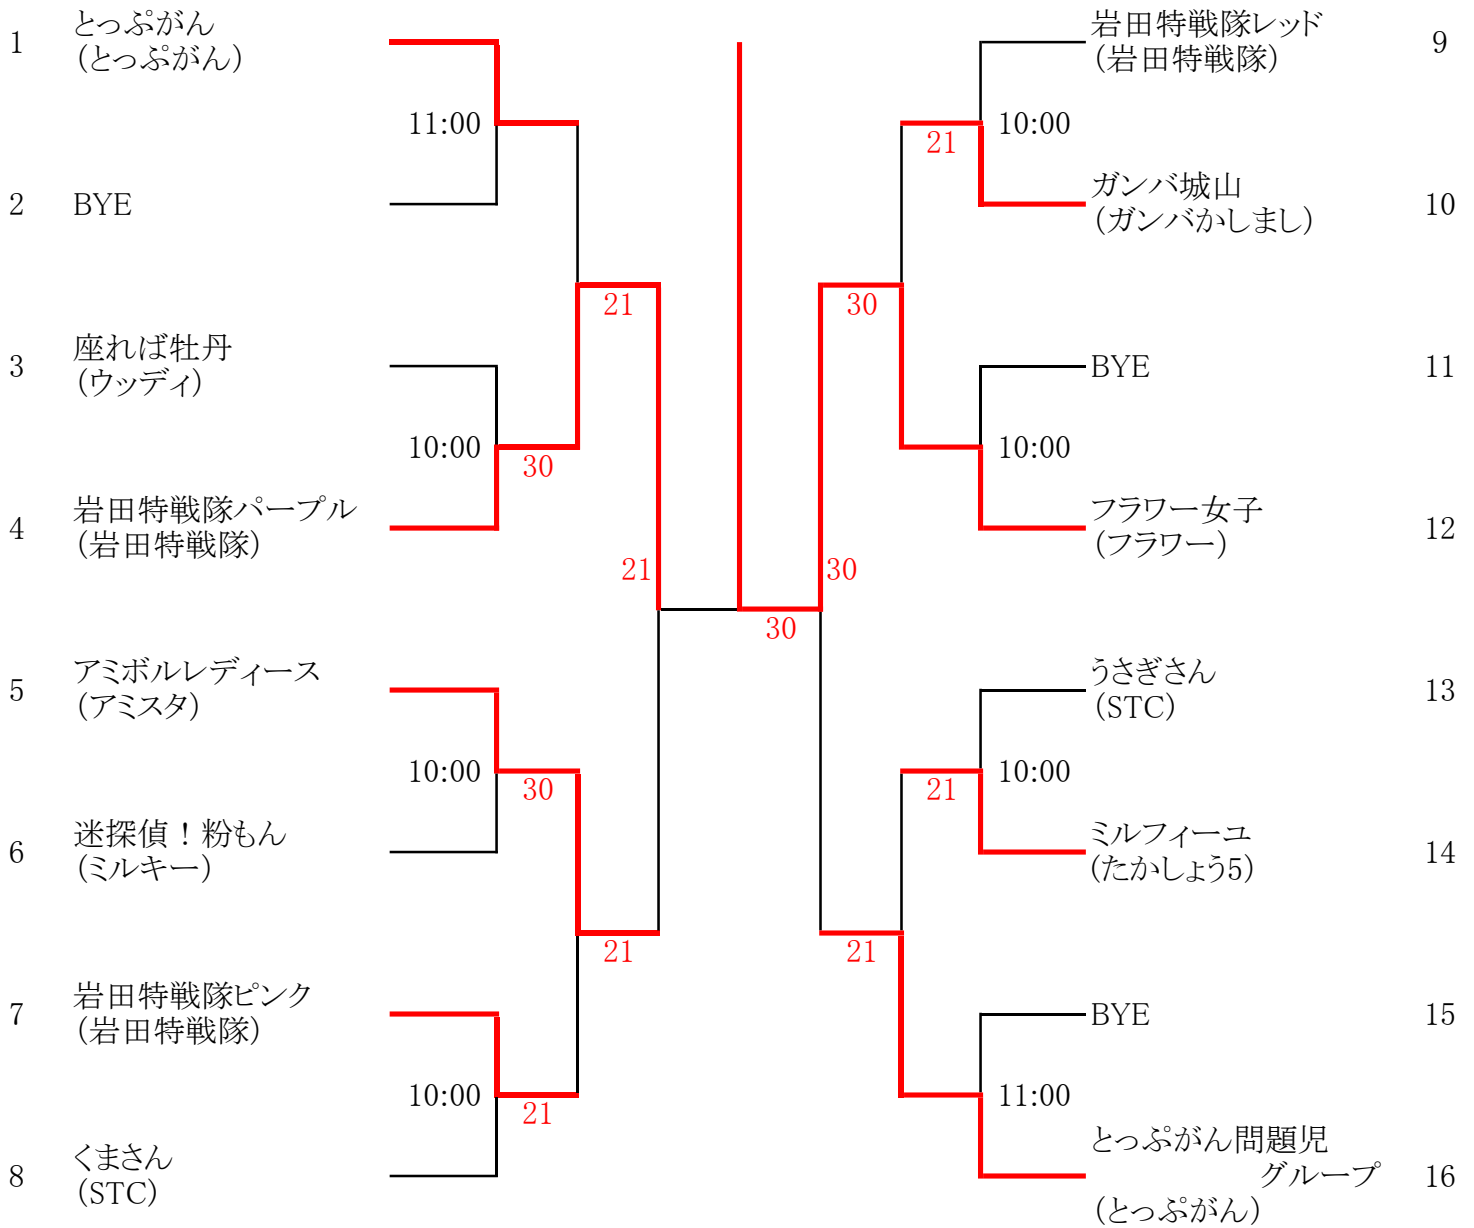 1
とっぷがん
(とっぷがん)
11:00
2
BYE
21
3
座れば牡丹
(ウッディ)
10:00
30
4
岩田特戦隊パープル
(岩田特戦隊)
21
5
アミボルレディース
(アミスタ)
10:00
30
6
迷探偵！粉もん
(ミルキー)
21
7
岩田特戦隊ピンク
(岩田特戦隊)
10:00
21
8
くまさん
(STC)
30
岩田特戦隊レッド
(岩田特戦隊)
9
10:00
21
ガンバ城山
(ガンバかしまし)
10
30
BYE
11
10:00
フラワー女子
(フラワー)
12
30
うさぎさん
(STC)
13
10:00
21
ミルフィーユ
(たかしょう5)
14
21
BYE
15
11:00
とっぷがん問題児
グループ
(とっぷがん)
16